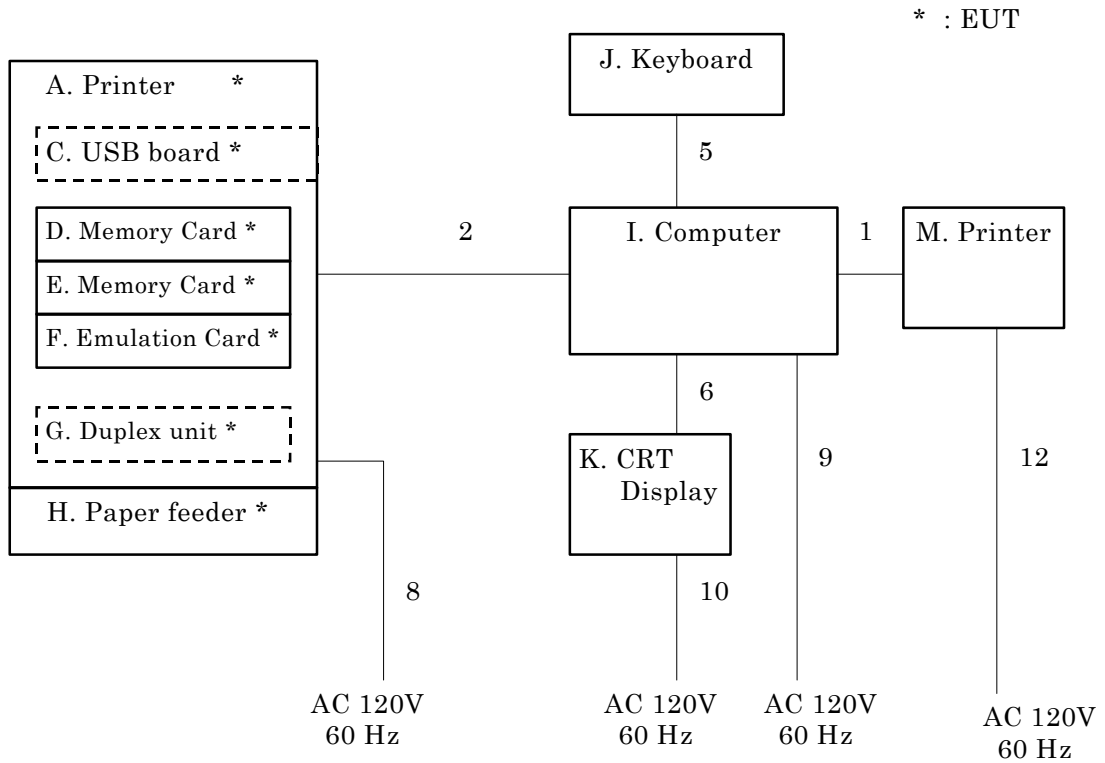 * : EUT
A. Printer *
C. USB board *
D. Memory Card *
E. Memory Card *
F. Emulation Card *
G. Duplex unit *
H. Paper feeder *
2
8
AC 120V
60 Hz
J. Keyboard
5
I. Computer
1
M. Printer
6
K. CRT
Display
9
12
10
AC 120V
60 Hz
AC 120V
60 Hz
AC 120V
60 Hz